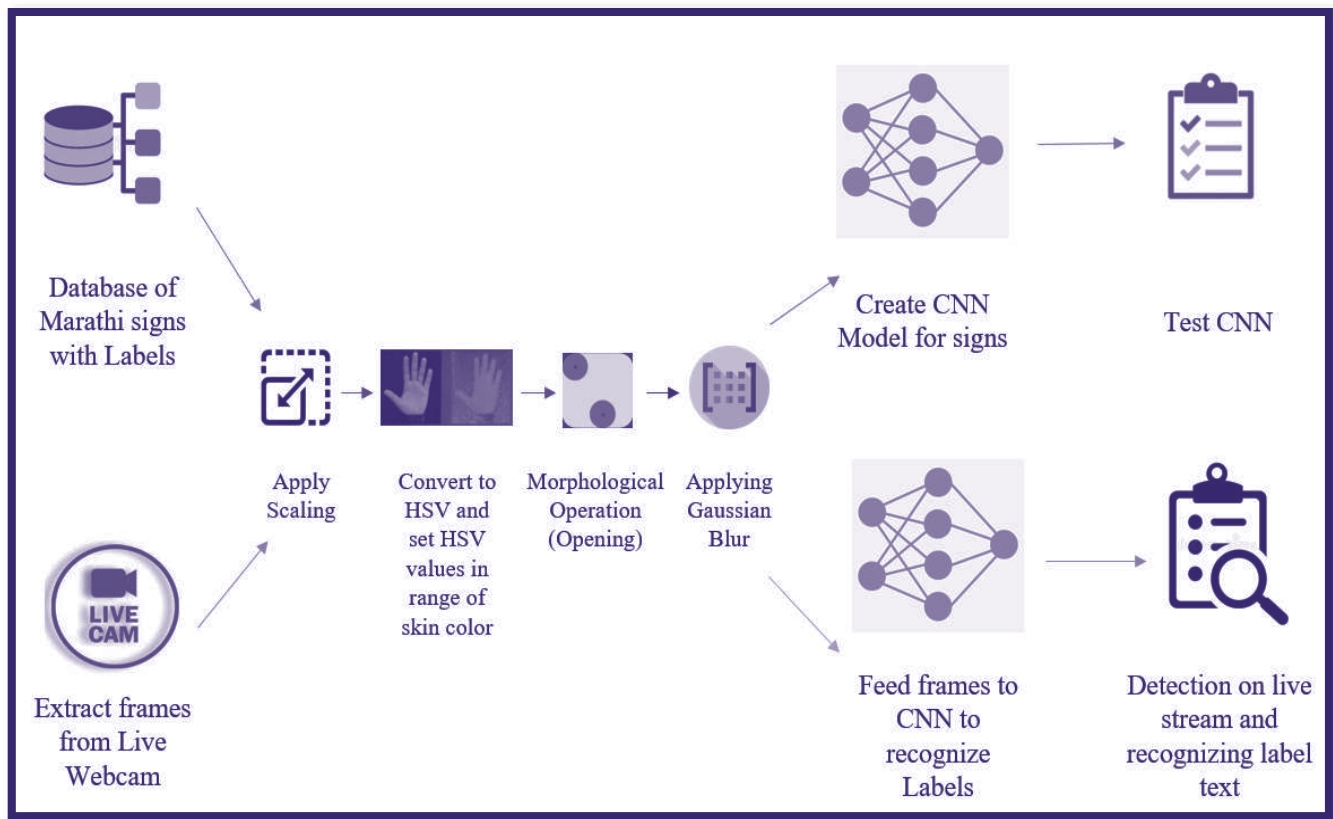 Database of
Marathi signs
with Labels
Create CNN
Model for signs
Test CNN
Apply
Scaling
Convert to
HSV and
set HSV
values in
range of
skin color
Morphological
Operation
(Opening)
Applying
Gaussian
Blur
LIVE
CAM
Extract frames
from Live
Webcam
Feed frames to
CNN to
recognize
Labels
Detection on live
stream and
recognizing label
text